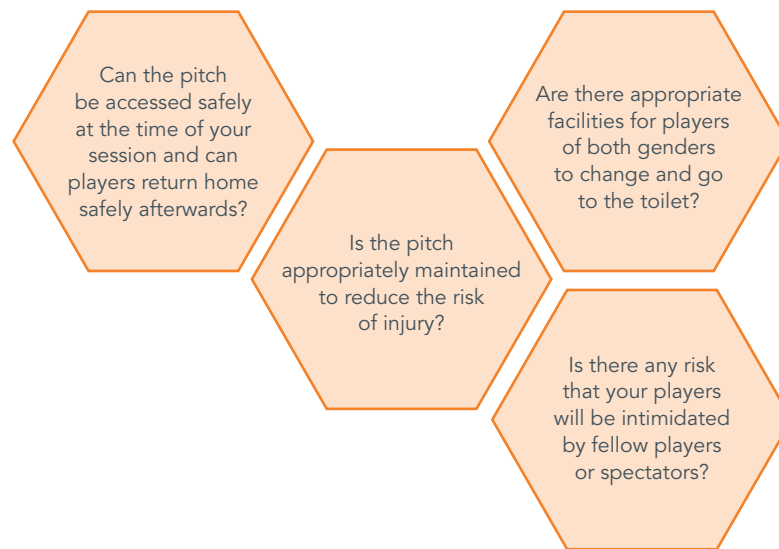 Can the pitch
be accessed safely
at the time of your
session and can
players return home
safely afterwards?
Are there appropriate
facilities for players
of both genders
to change and go
to the toilet?
Is the pitch
appropriately maintained
to reduce the risk
of injury?
Is there any risk
that your players
will be intimidated
by fellow players
or spectators?